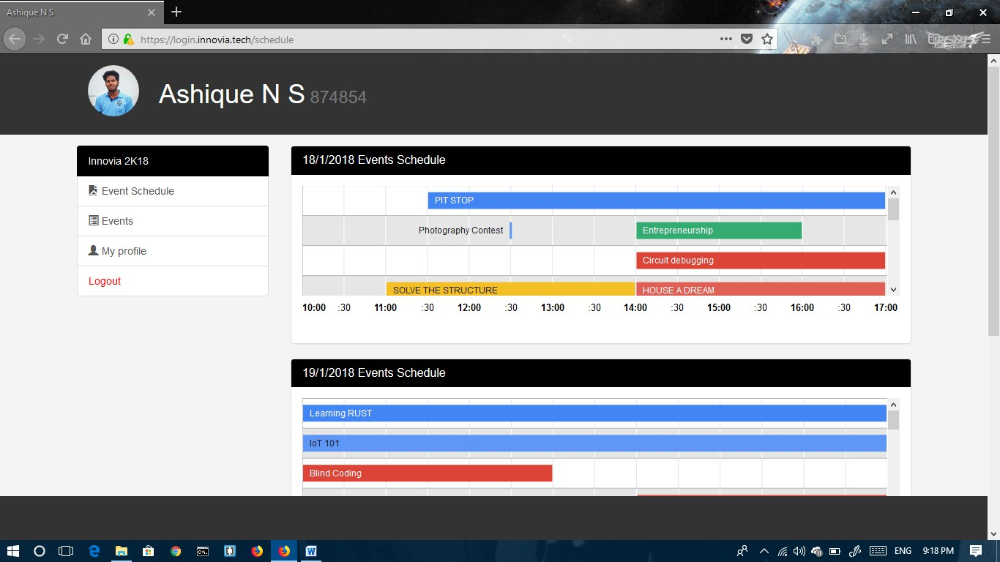 Ashique N S
https://login.innovia.tech/schedule
Ashique N S 874854
Innovia 2K18
Event Schedule
Events
My profile
Logout
18/1/2018 Events Schedule
PIT STOP
Photography Contest
Entrepreneurship
Circuit debugging
SOLVE THE STRUCTURE
HOUSE A DREAM
10:00 :30 11:00 :30 12:00 :30 13:00 :30 14:00 :30 15:00 :30 16:00 :30 17:00
19/1/2018 Events Schedule
Learning RUST
IoT 101
Blind Coding
ENG 9:18 PM